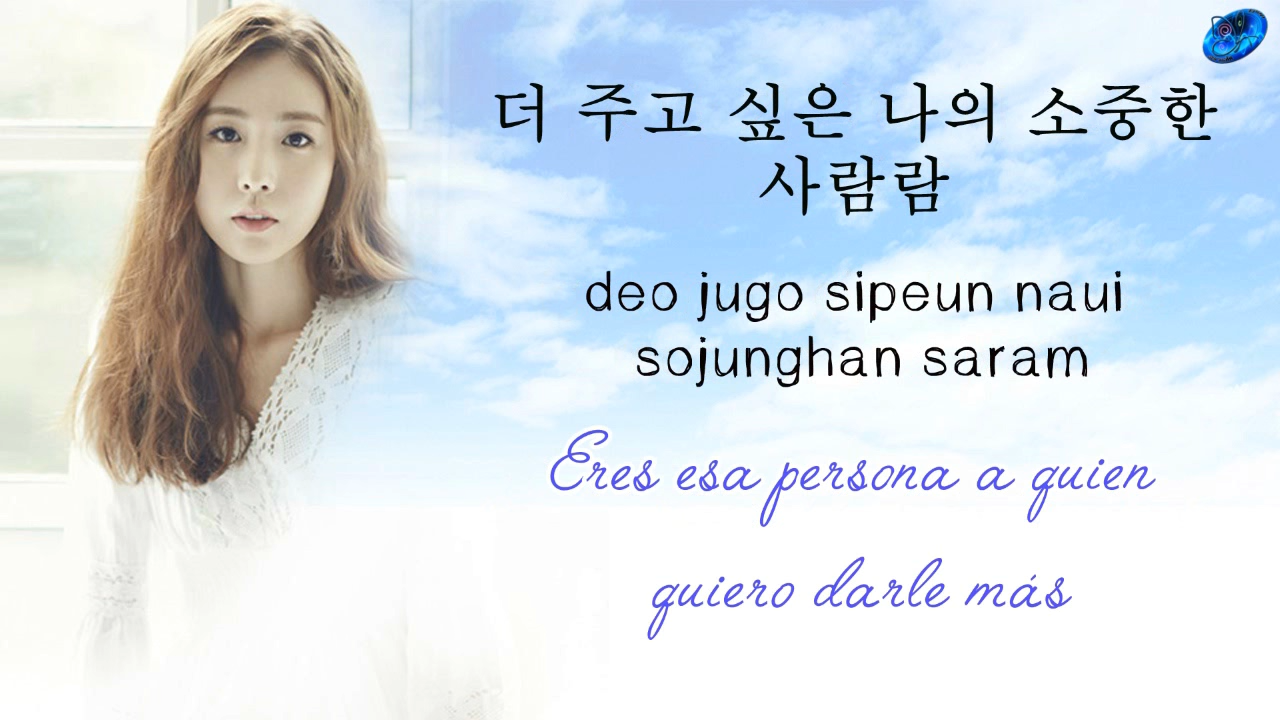 더 주고 싶은 나의 소중한
사람람
deo jugo sipeun naui
sojunghan saram
Eres esa persona a quien
quiero darle más